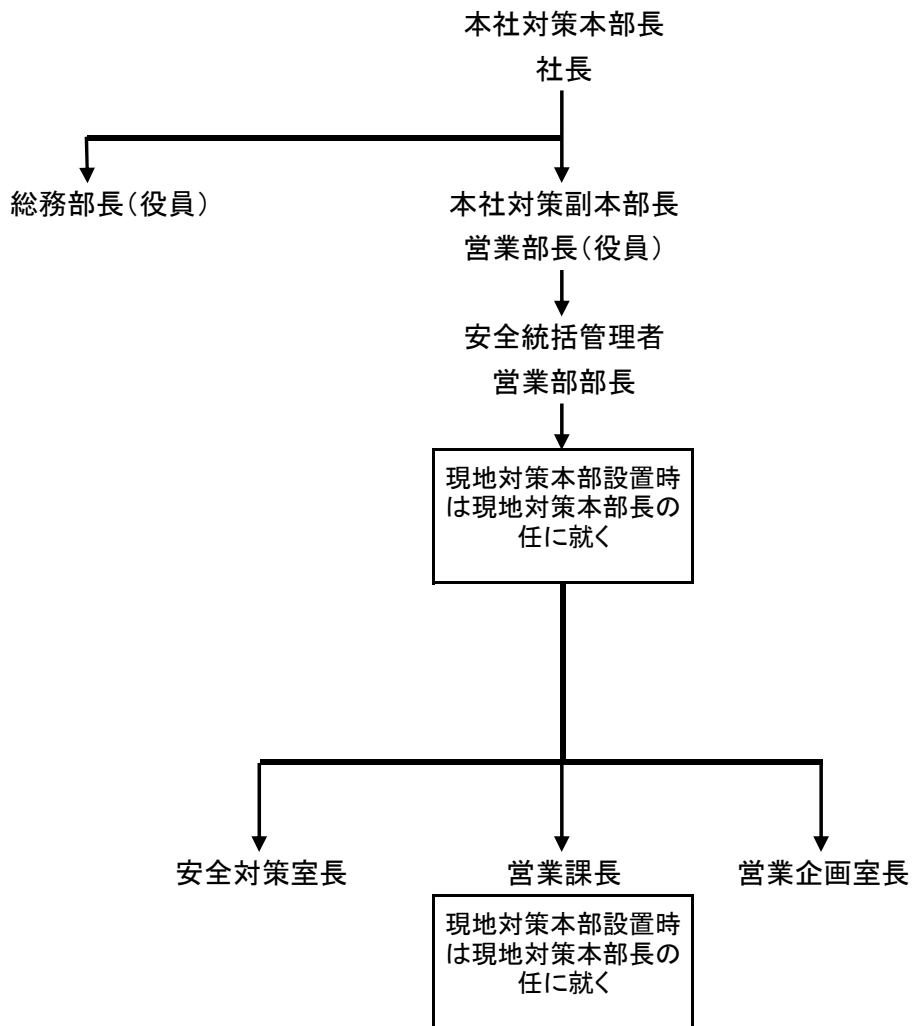 本社対策本部長
社長
総務部長(役員)
本社対策副本部長
営業部長(役員)
安全統括管理者
営業部部長
現地対策本部設置時
は現地対策本部長の
任に就く
安全対策室長
営業課長
営業企画室長
現地対策本部設置時
は現地対策本部長の
任に就く